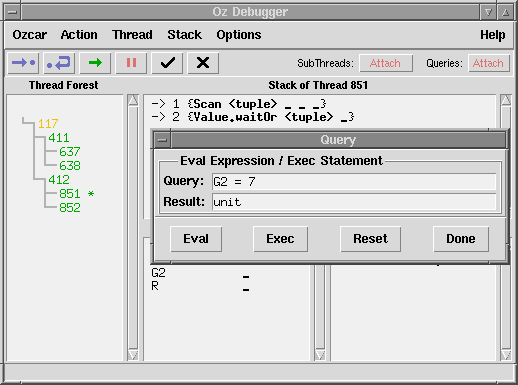 Oz Debugger
Ozcar Action Thread Stack Options Help
SubThreads: Attach Queries: Attach
Thread Forest
117
411
637
638
412
851 *
852
Stack of Thread 851
-> 1 {Scan <tuple> _ _ _}
-> 2 {Value.waitOr <tuple> _}
Query
Eval Expression / Exec Statement
Query: G2 = 7
Result: unit
Eval Exec Reset Done
G2 _
R _